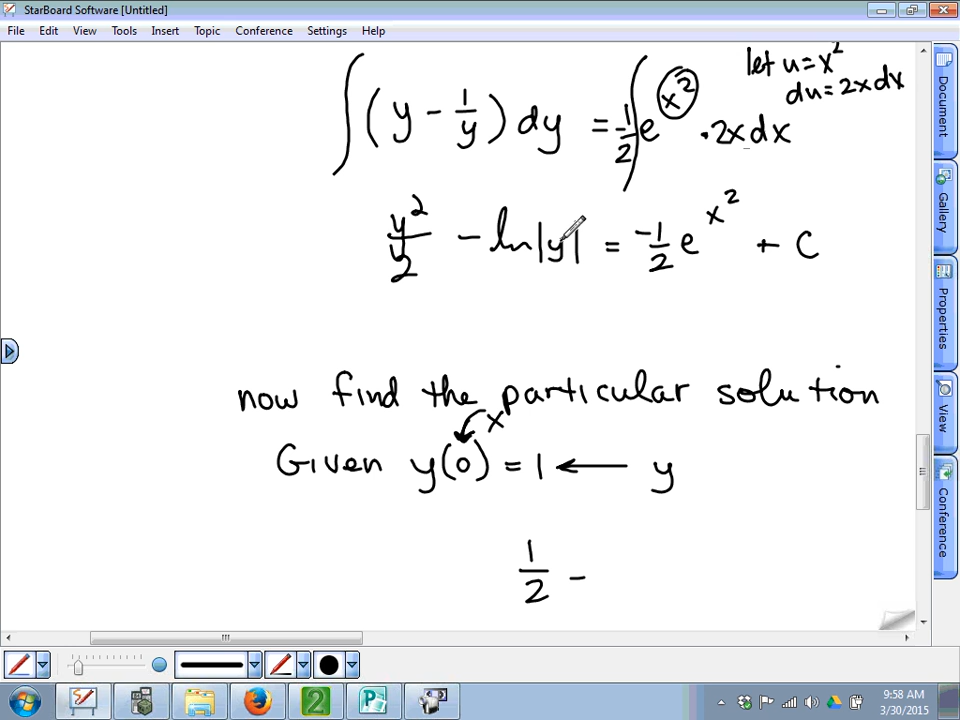 StarBoard Software [Untitled]
File Edit View Tools Insert Topic Conference Settings Help
let u = x²
du = 2x dx
∫ (y - 1/y) dy = -1/2 ∫ e^x² · 2x dx
y²/2 - ln|y| = -1/2 e^x² + C
now find the particular solution
x
Given y(0) = 1 ← y
1/2 -
Document
Gallery
Properties
View
Conference
2
9:58 AM
3/30/2015